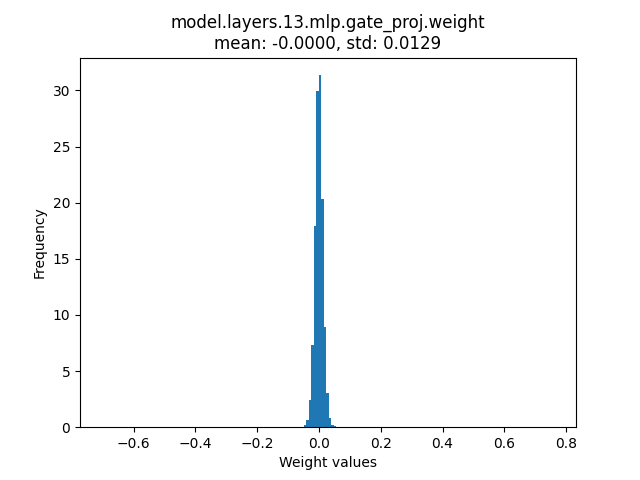 model.layers.13.mlp.gate_proj.weight
mean: -0.0000, std: 0.0129
Frequency
30
25
20
15
10
5
0
−0.6 −0.4 −0.2 0.0 0.2 0.4 0.6 0.8
Weight values